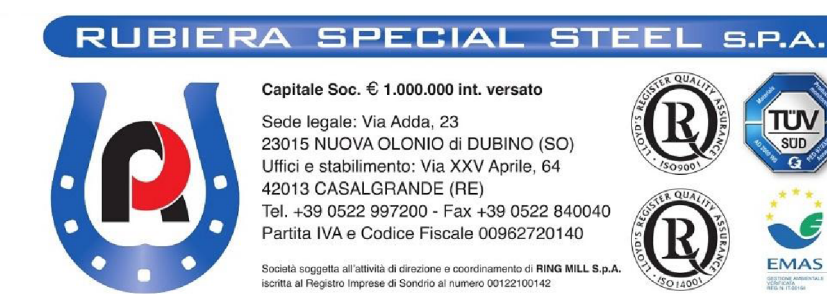 RUBIERA SPECIAL STEEL S.P.A.
Capitale Soc. € 1.000.000 int. versato
Sede legale: Via Adda, 23
23015 NUOVA OLONIO di DUBINO (SO)
Uffici e stabilimento: Via XXV Aprile, 64
42013 CASALGRANDE (RE)
Tel. +39 0522 997200 - Fax +39 0522 840040
Partita IVA e Codice Fiscale 00962720140
Società soggetta all'attività di direzione e coordinamento di RING MILL S.p.A.
iscritta al Registro Imprese di Sondrio al numero 00122100142
LLOYD'S REGISTER QUALITY ASSURANCE
ISO9001
TÜV
SÜD
LLOYD'S REGISTER QUALITY ASSURANCE
ISO14001
EMAS
GESTIONE AMBIENTALE
VERIFICATA